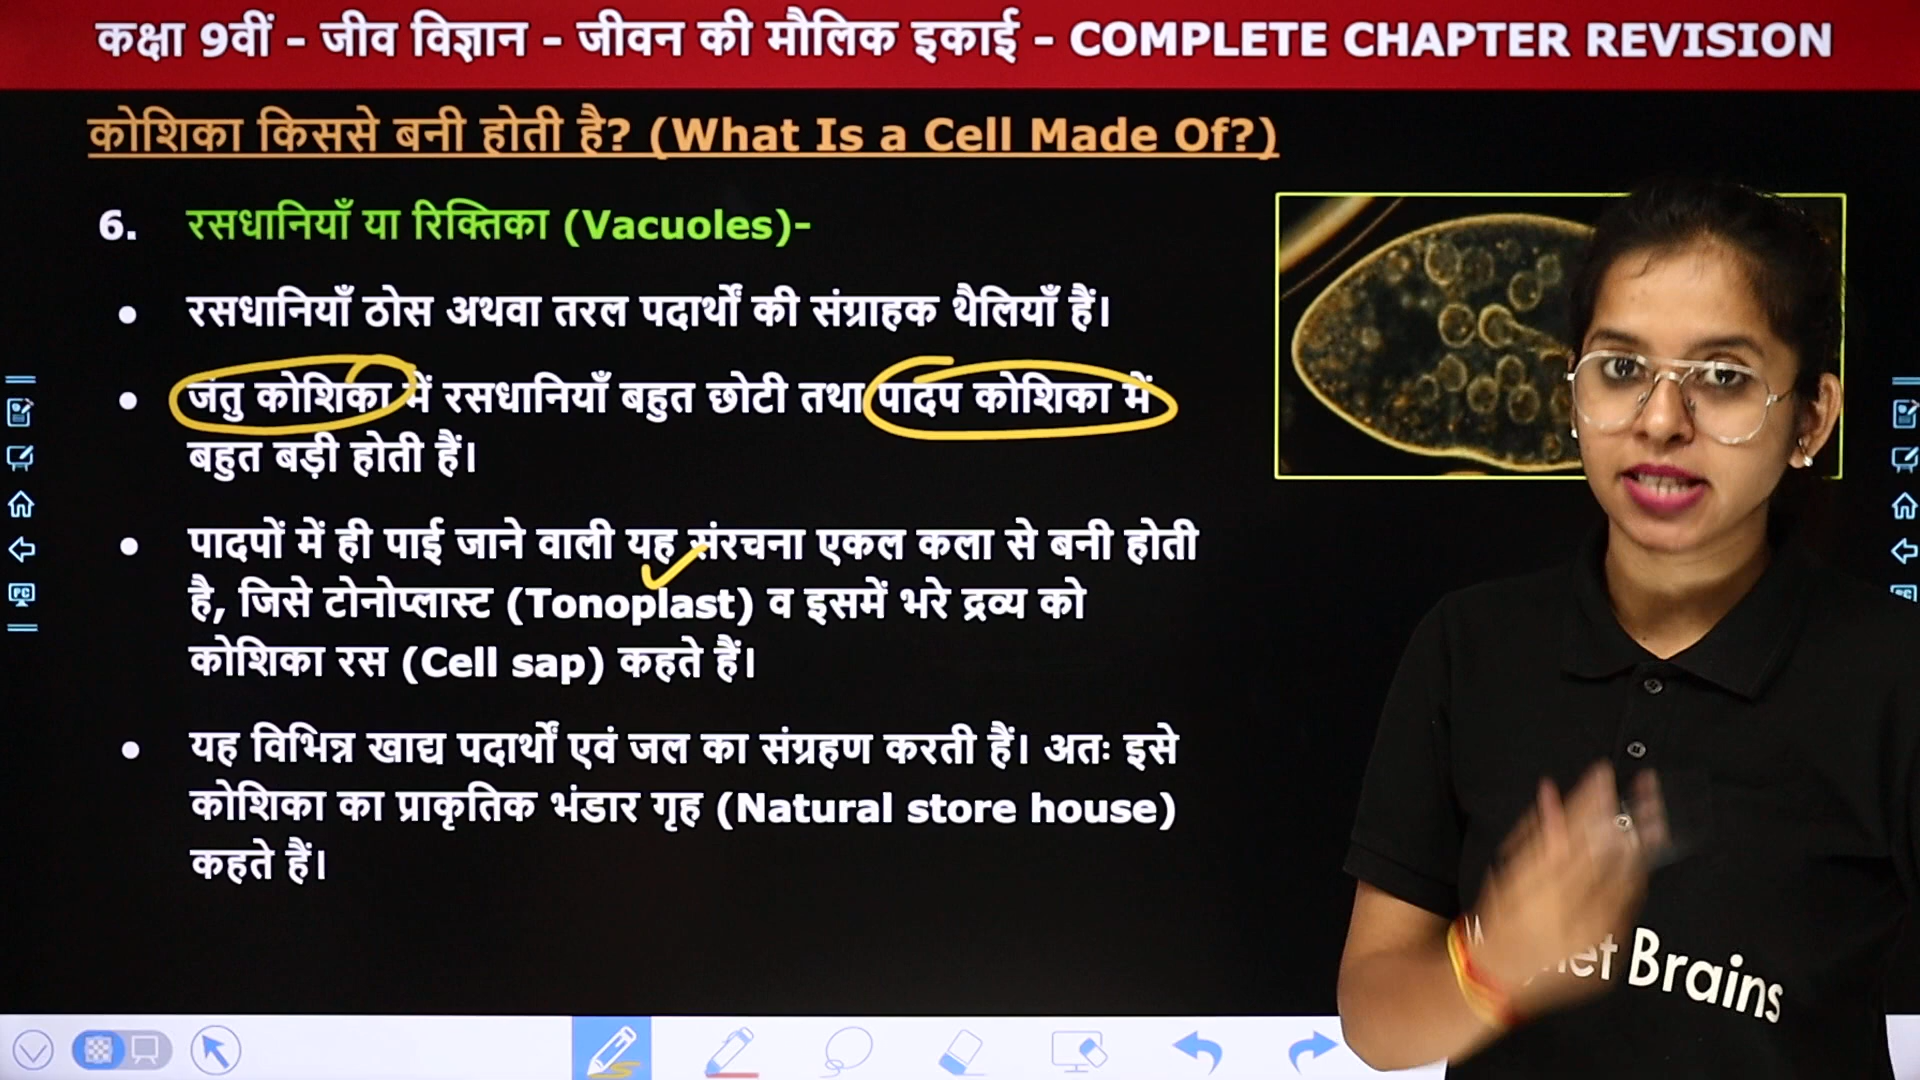 कक्षा 9वीं - जीव विज्ञान - जीवन की मौलिक इकाई - COMPLETE CHAPTER REVISION
कोशिका किससे बनी होती है? (What Is a Cell Made Of?)
6. रसधानियाँ या रिक्तिका (Vacuoles)-
• रसधानियाँ ठोस अथवा तरल पदार्थों की संग्राहक थैलियाँ हैं।
• जंतु कोशिका में रसधानियाँ बहुत छोटी तथा पादप कोशिका में
बहुत बड़ी होती हैं।
• पादपों में ही पाई जाने वाली यह संरचना एकल कला से बनी होती
है, जिसे टोनोप्लास्ट (Tonoplast) व इसमें भरे द्रव्य को
कोशिका रस (Cell sap) कहते हैं।
• यह विभिन्न खाद्य पदार्थों एवं जल का संग्रहण करती हैं। अतः इसे
कोशिका का प्राकृतिक भंडार गृह (Natural store house)
कहते हैं।
Brains